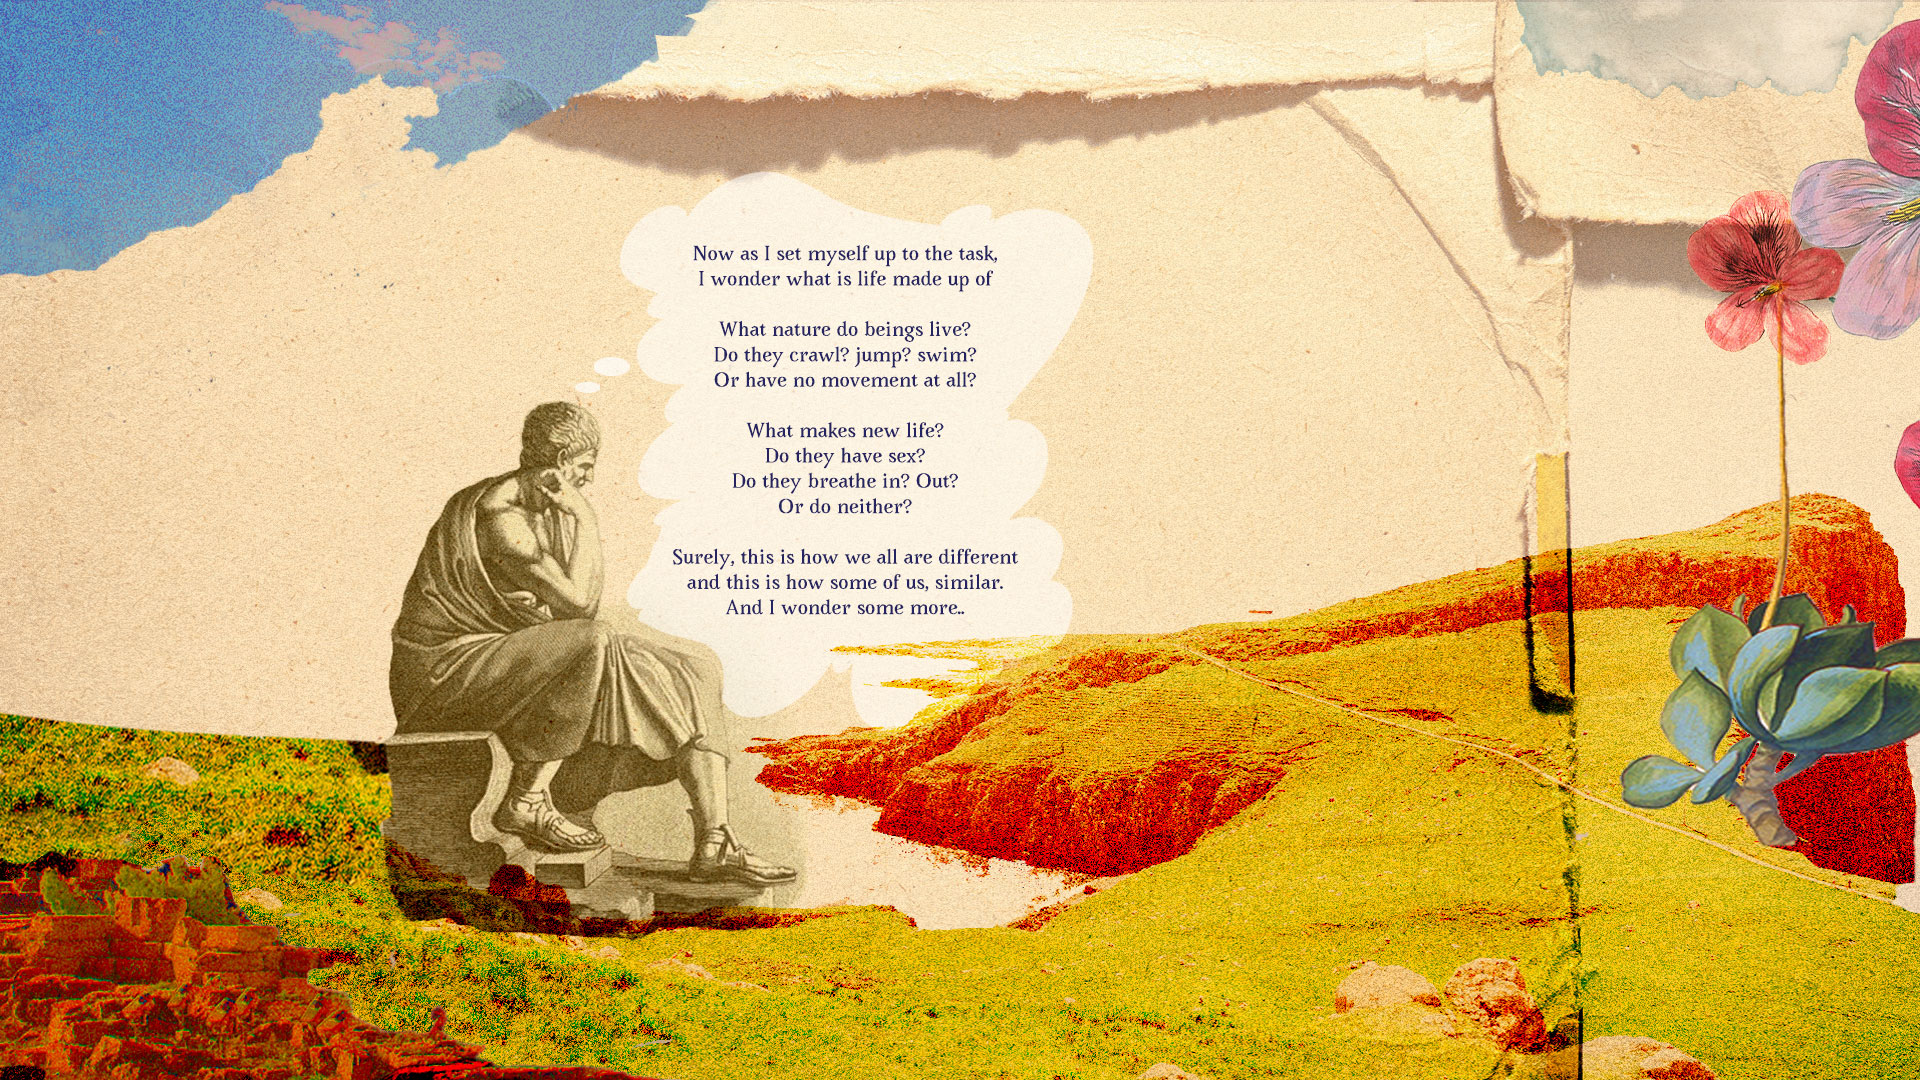 Now as I set myself up to the task,
I wonder what is life made up of
What nature do beings live?
Do they crawl? jump? swim?
Or have no movement at all?
What makes new life?
Do they have sex?
Do they breathe in? Out?
Or do neither?
Surely, this is how we all are different
and this is how some of us, similar.
And I wonder some more..